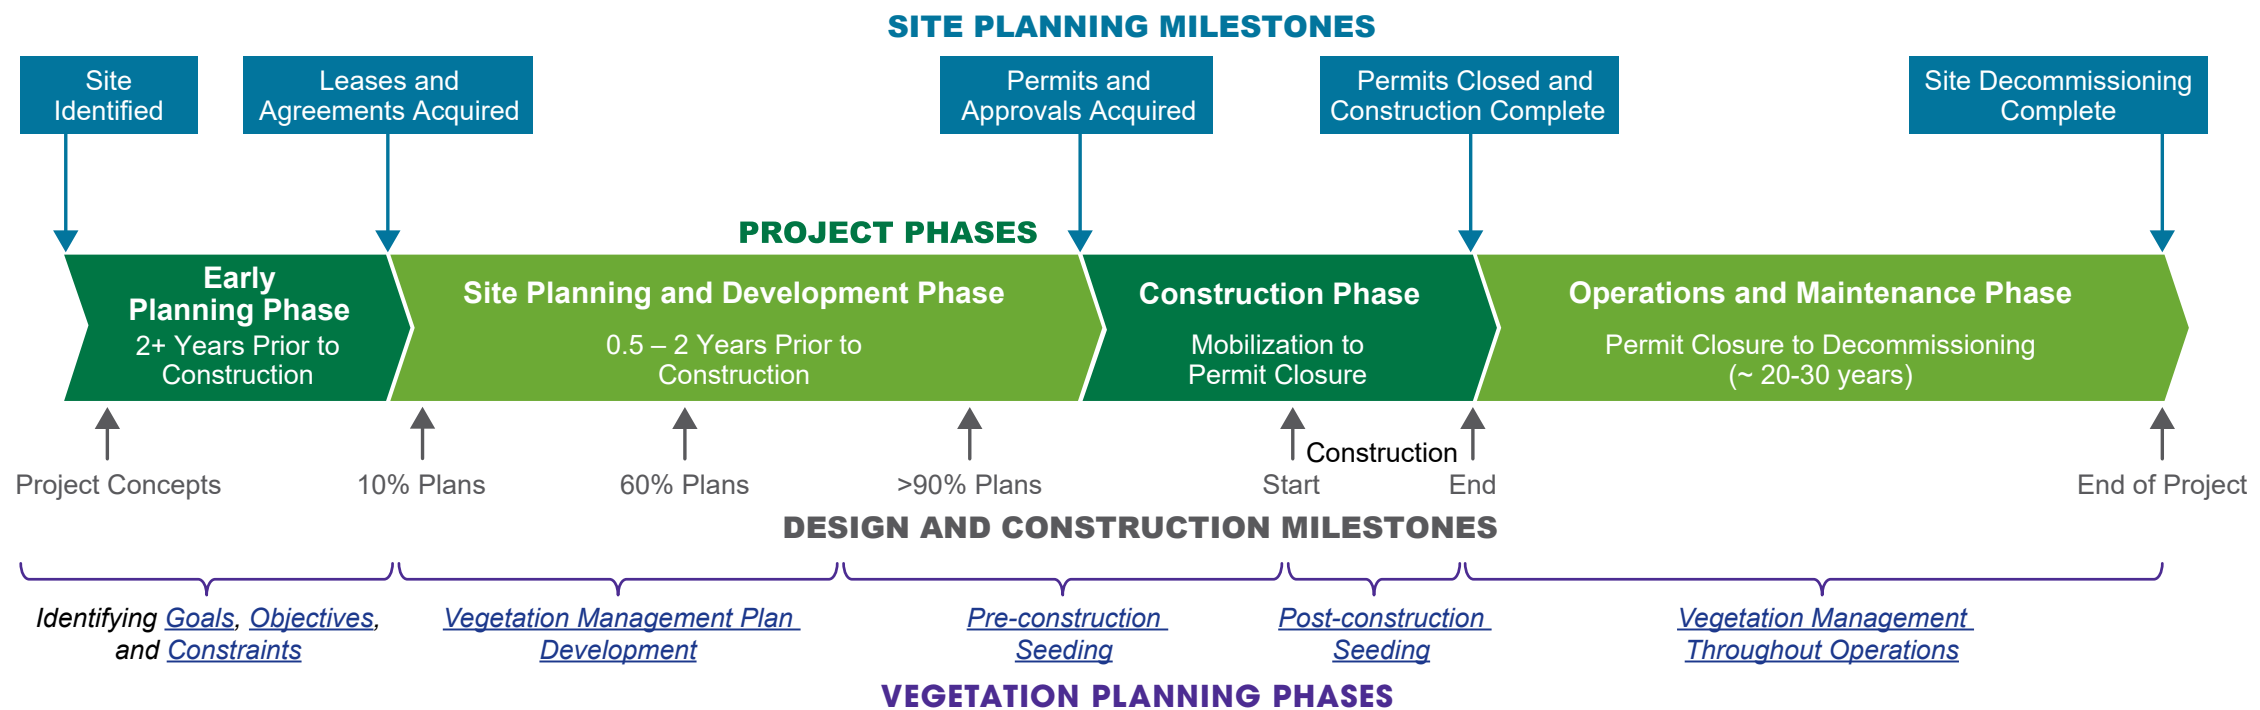 SITE PLANNING MILESTONES
Site
Identified
Leases and
Agreements Acquired
Permits and
Approvals Acquired
Permits Closed and
Construction Complete
Site Decommissioning
Complete
PROJECT PHASES
Early
Planning Phase
2+ Years Prior to
Construction
Site Planning and Development Phase
0.5 – 2 Years Prior to
Construction
Construction Phase
Mobilization to
Permit Closure
Operations and Maintenance Phase
Permit Closure to Decommissioning
(~ 20-30 years)
Project Concepts
10% Plans
60% Plans
>90% Plans
Construction
Start
End
End of Project
DESIGN AND CONSTRUCTION MILESTONES
Identifying Goals, Objectives,
and Constraints
Vegetation Management Plan
Development
Pre-construction
Seeding
Post-construction
Seeding
Vegetation Management
Throughout Operations
VEGETATION PLANNING PHASES